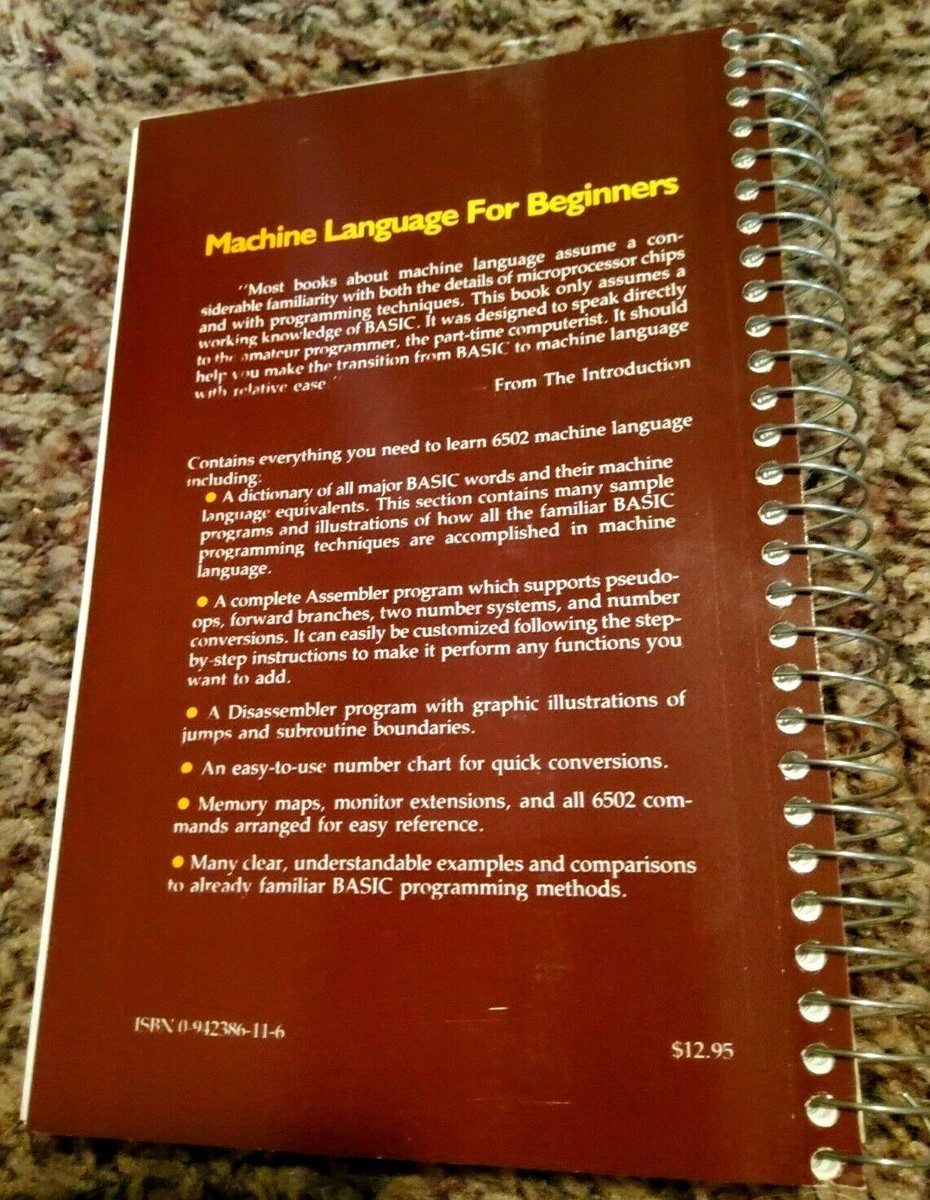 Machine Language For Beginners
"Most books about machine language assume a con-
siderable familiarity with both the details of microprocessor chips
and with programming techniques. This book only assumes a
working knowledge of BASIC. It was designed to speak directly
to the amateur programmer, the part-time computerist. It should
help you make the transition from BASIC to machine language
with relative ease."
From The Introduction
Contains everything you need to learn 6502 machine language
including:
● A dictionary of all major BASIC words and their machine
language equivalents. This section contains many sample
programs and illustrations of how all the familiar BASIC
programming techniques are accomplished in machine
language.
● A complete Assembler program which supports pseudo-
ops, forward branches, two number systems, and number
conversions. It can easily be customized following the step-
by-step instructions to make it perform any functions you
want to add.
● A Disassembler program with graphic illustrations of
jumps and subroutine boundaries.
● An easy-to-use number chart for quick conversions.
● Memory maps, monitor extensions, and all 6502 com-
mands arranged for easy reference.
● Many clear, understandable examples and comparisons
to already familiar BASIC programming methods.
ISBN 0-942386-11-6
$12.95